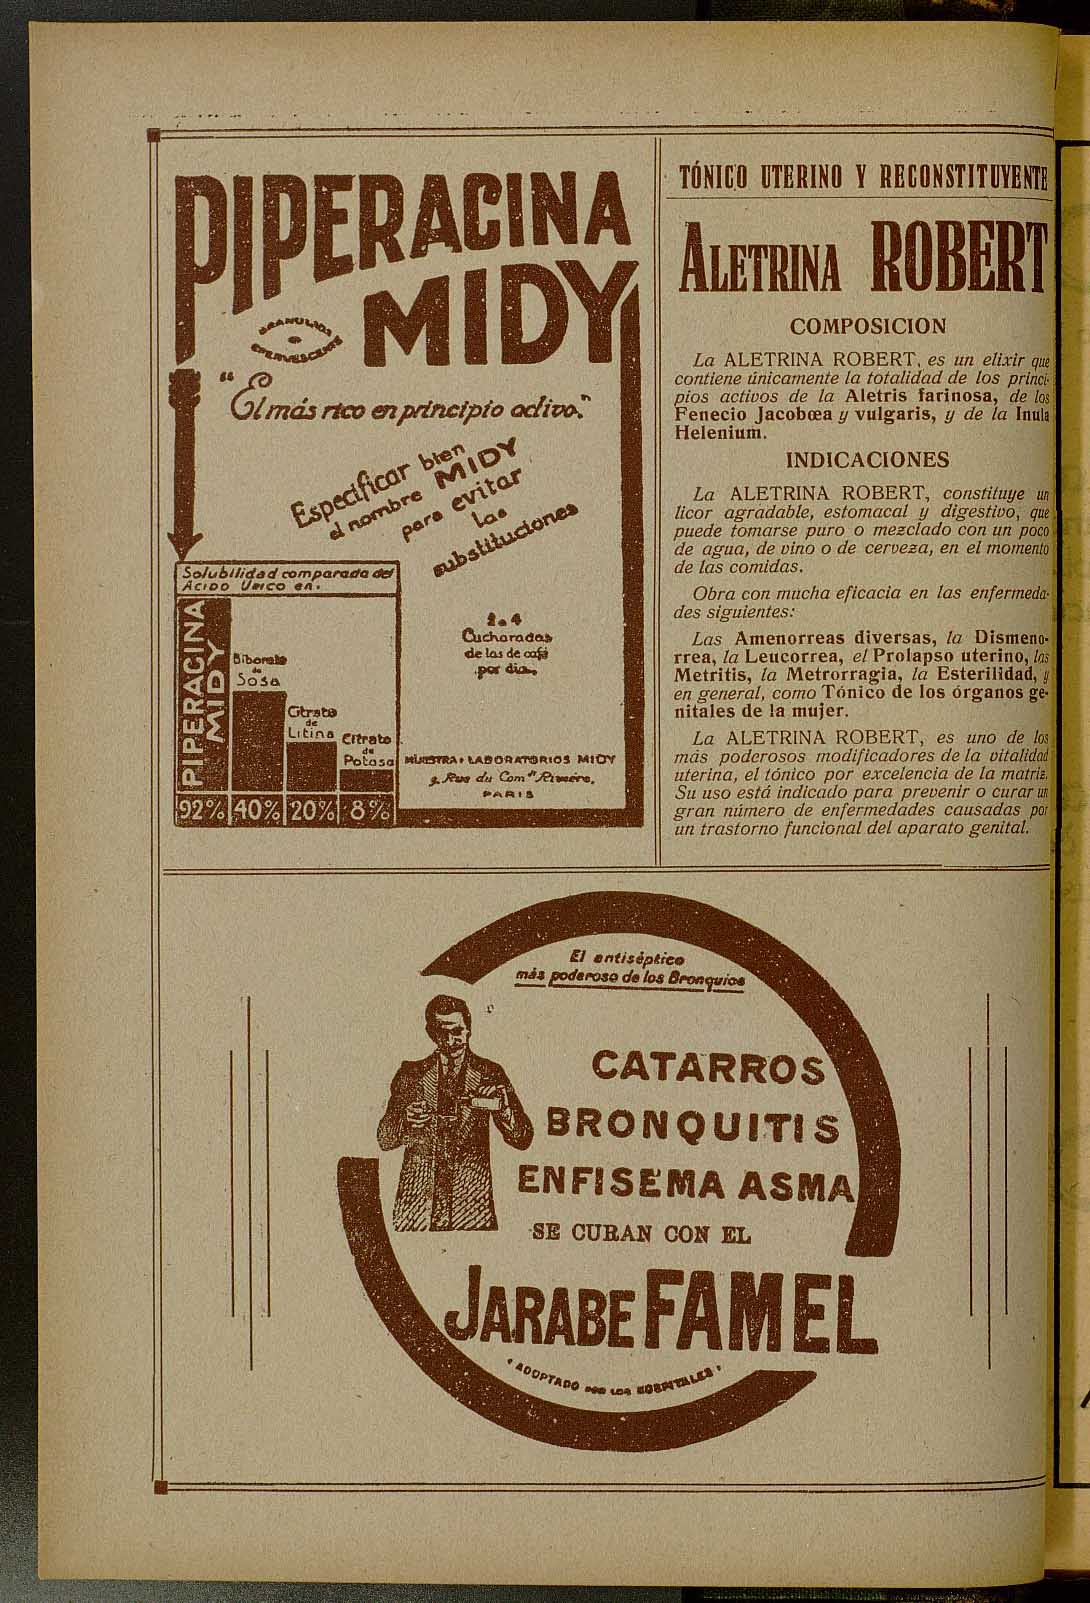 PIPERACINA
MIDY
GRANULADOS
EFERVESCENTE
"El más rico en principio activo."
Especificar bien
el nombre MIDY
para evitar
las
substituciones
Solubilidad comparada del
Acido Urico en.
PIPERACINA
MIDY
Biborato
de
Sosa
Citrato
de
Litina
Citrato
de
Potasa
92% 40% 20% 8%
2 a 4
Cucharadas
de las de café
por dia.
MUESTRA: LABORATORIOS MIDY
Rue du Com.dt Rivière,
PARIS
TÓNICO UTERINO Y RECONSTITUYENTE
ALETRINA ROBERT
COMPOSICION
La ALETRINA ROBERT, es un elixir que
contiene únicamente la totalidad de los princi-
pios activos de la Aletris farinosa, de los
Fenecio Jacobœa y vulgaris, y de la Inula
Helenium.
INDICACIONES
La ALETRINA ROBERT, constituye un
licor agradable, estomacal y digestivo, que
puede tomarse puro o mezclado con un poco
de agua, de vino o de cerveza, en el momento
de las comidas.
Obra con mucha eficacia en las enfermeda-
des siguientes:
Las Amenorreas diversas, la Dismeno-
rrea, la Leucorrea, el Prolapso uterino, las
Metritis, la Metrorragia, la Esterilidad, y
en general, como Tónico de los órganos ge-
nitales de la mujer.
La ALETRINA ROBERT, es uno de los
más poderosos modificadores de la vitalidad
uterina, el tónico por excelencia de la matriz.
Su uso está indicado para prevenir o curar un
gran número de enfermedades causadas por
un trastorno funcional del aparato genital.
El antiséptico
más poderoso de los Bronquios
CATARROS
BRONQUITIS
ENFISEMA ASMA
SE CURAN CON EL
JARABE FAMEL
ADOPTADO POR LOS HOSPITALES